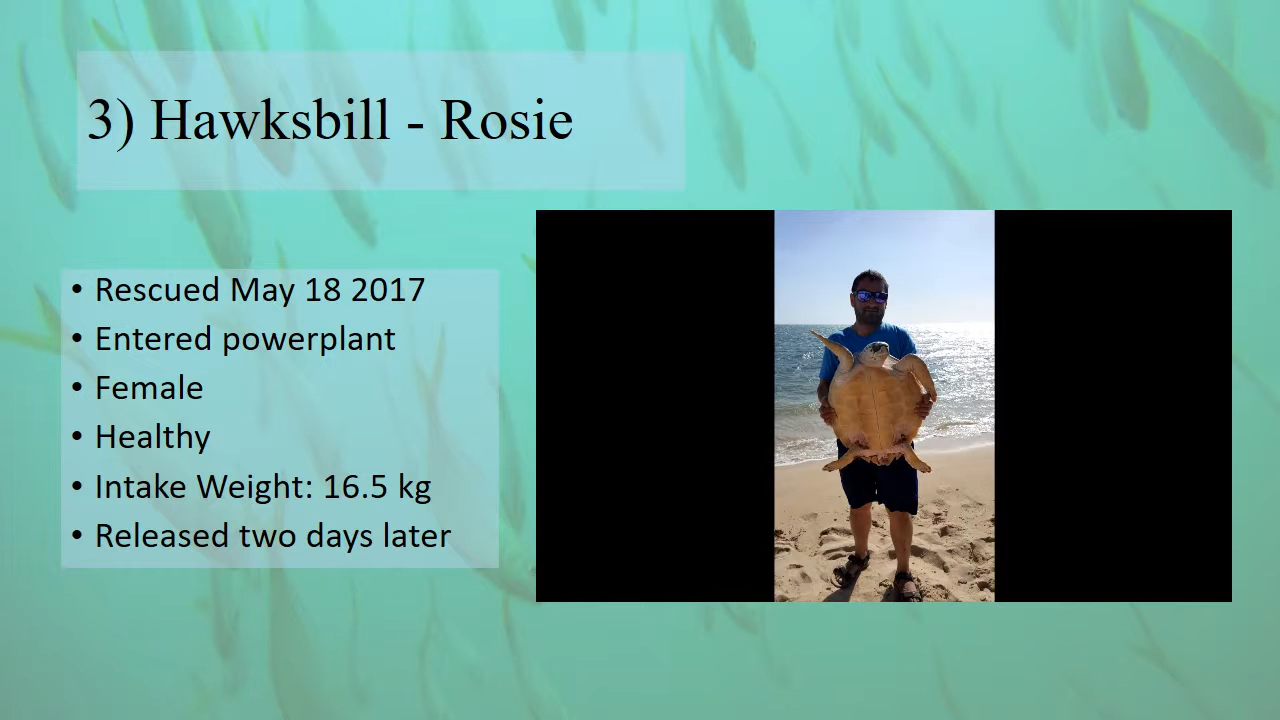 3) Hawksbill - Rosie
• Rescued May 18 2017
• Entered powerplant
• Female
• Healthy
• Intake Weight: 16.5 kg
• Released two days later